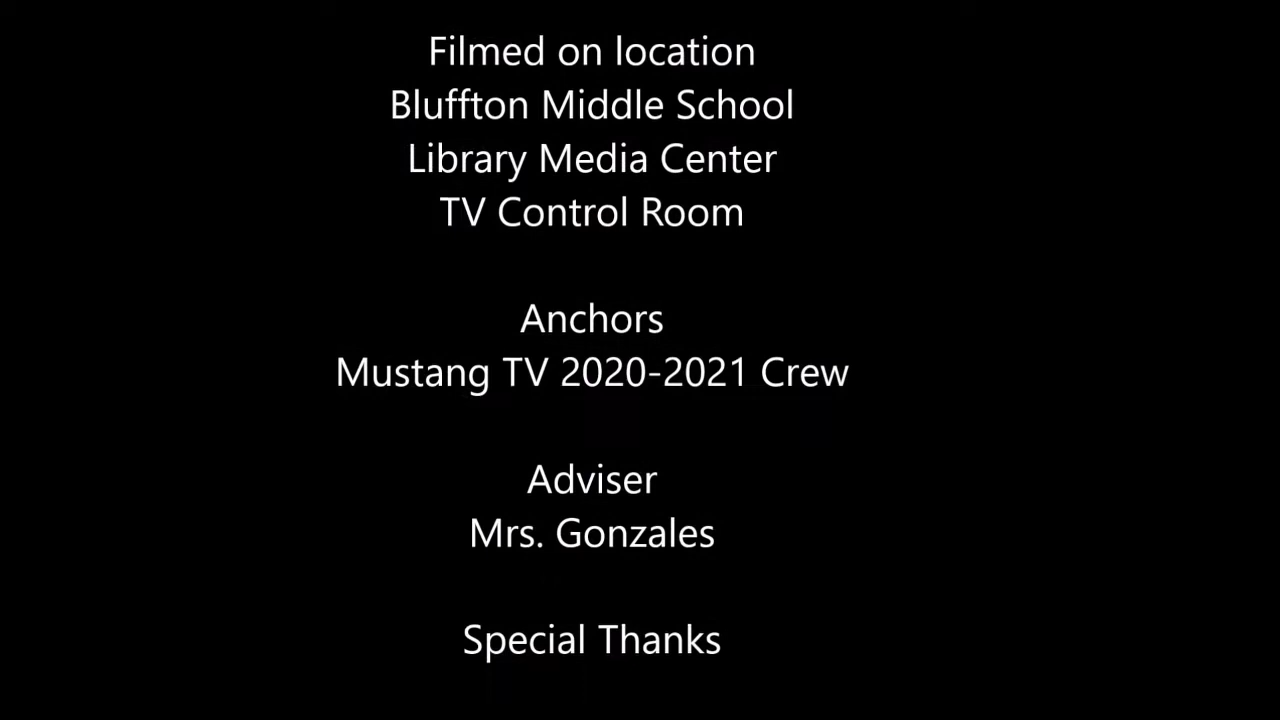 Filmed on location
Bluffton Middle School
Library Media Center
TV Control Room
Anchors
Mustang TV 2020-2021 Crew
Adviser
Mrs. Gonzales
Special Thanks